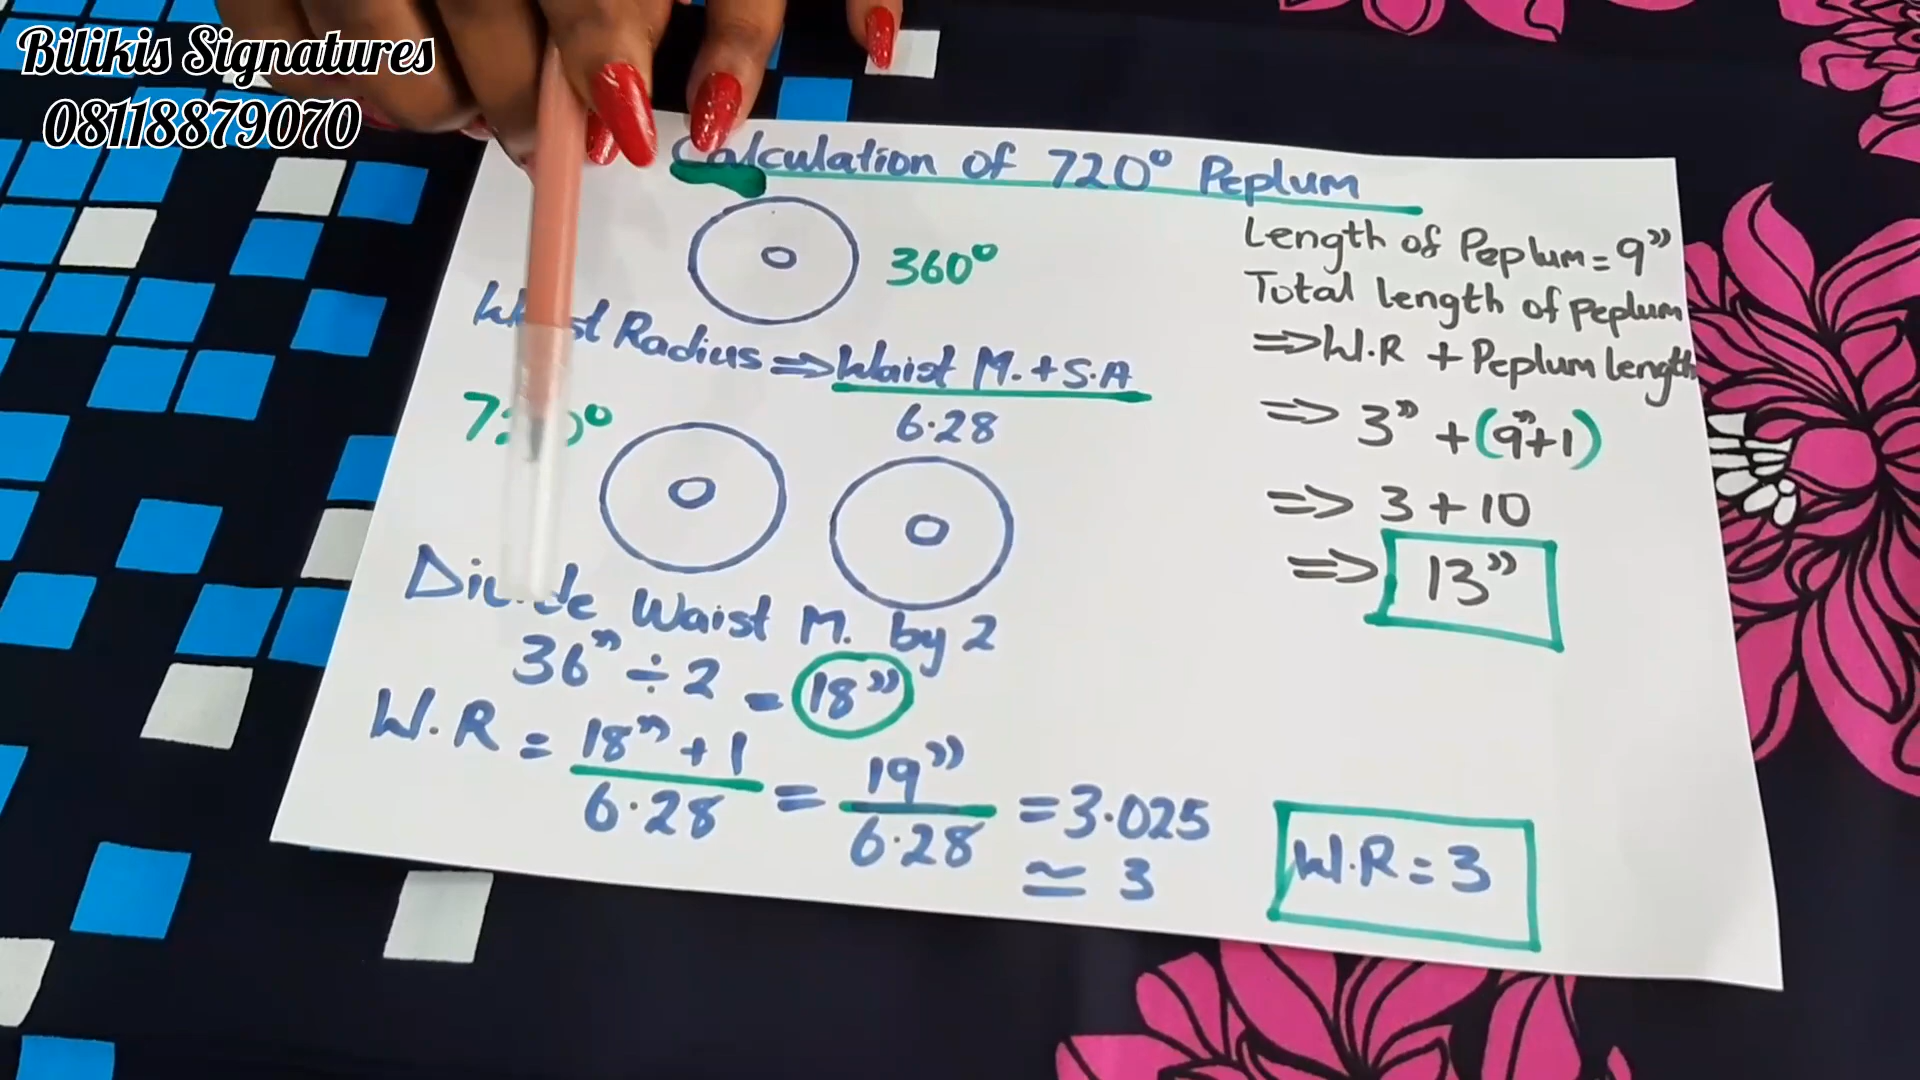 Bilikis Signatures
08118879070
Calculation of 720° Peplum
360°
Radius => Waist M. + S.A
6.28
720°
Divide Waist M. by 2
36" ÷ 2 = 18"
W.R = 18" + 1 = 19" = 3.025
6.28 6.28 ≃ 3
Length of Peplum = 9"
Total length of peplum
=> W.R + Peplum length
=> 3" + (9"+1)
=> 3 + 10
=> 13"
W.R = 3